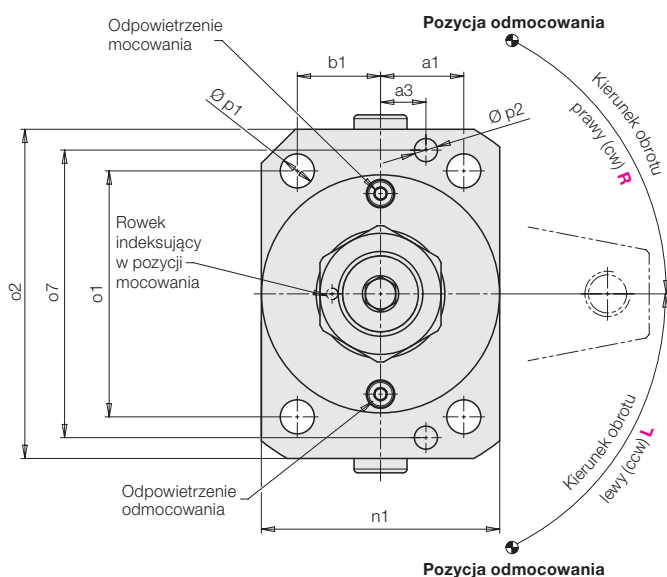 Pozycja odmocowania
Odpowietrzenie
mocowania
b1
a1
a3
Ø p1
Ø p2
Kierunek obrotu
prawy (cw) R
Rowek
indeksujący
w pozycji
mocowania
o2
o7
o1
Kierunek obrotu
lewy (ccw) L
Odpowietrzenie
odmocowania
n1
Pozycja odmocowania